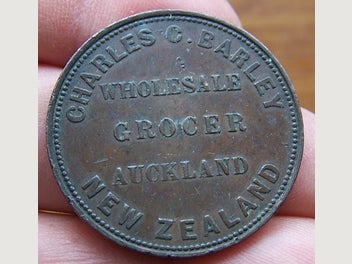 CHARLES C. BARLEY
WHOLESALE
GROCER
AUCKLAND
NEW ZEALAND